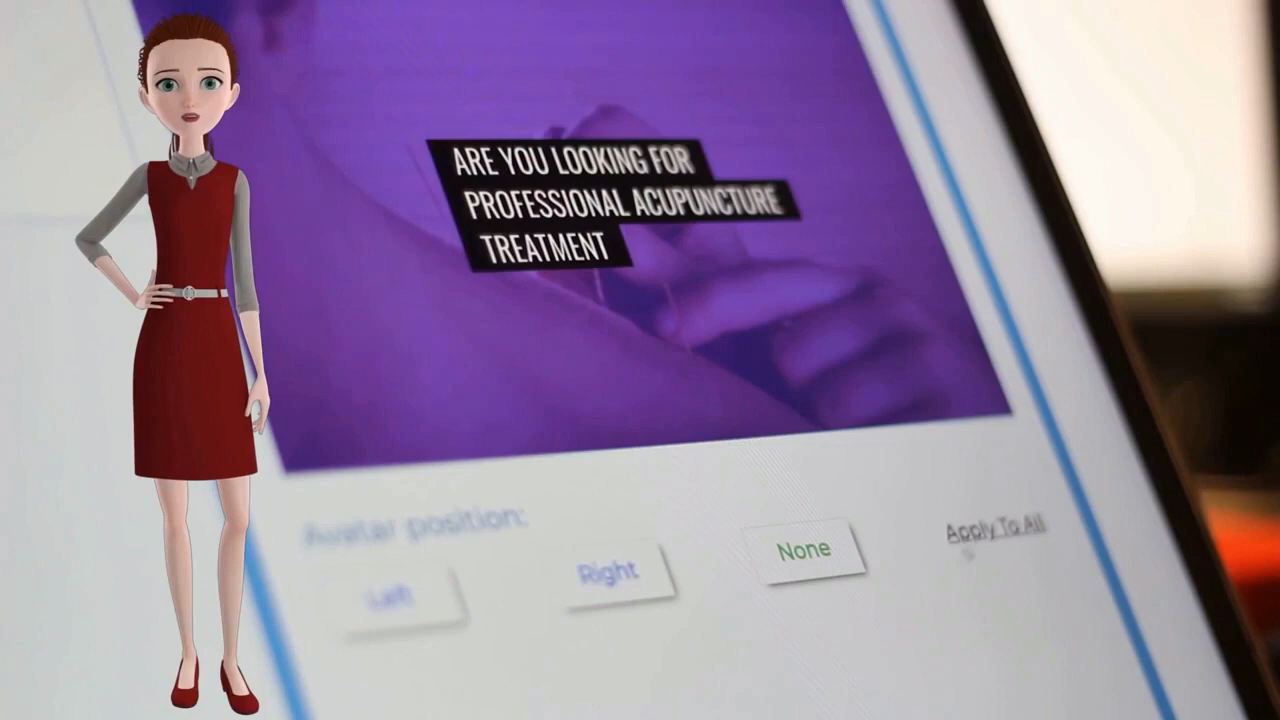 ARE YOU LOOKING FOR
PROFESSIONAL ACUPUNCTURE
TREATMENT
Avatar position:
Left
Right
None
Apply To All